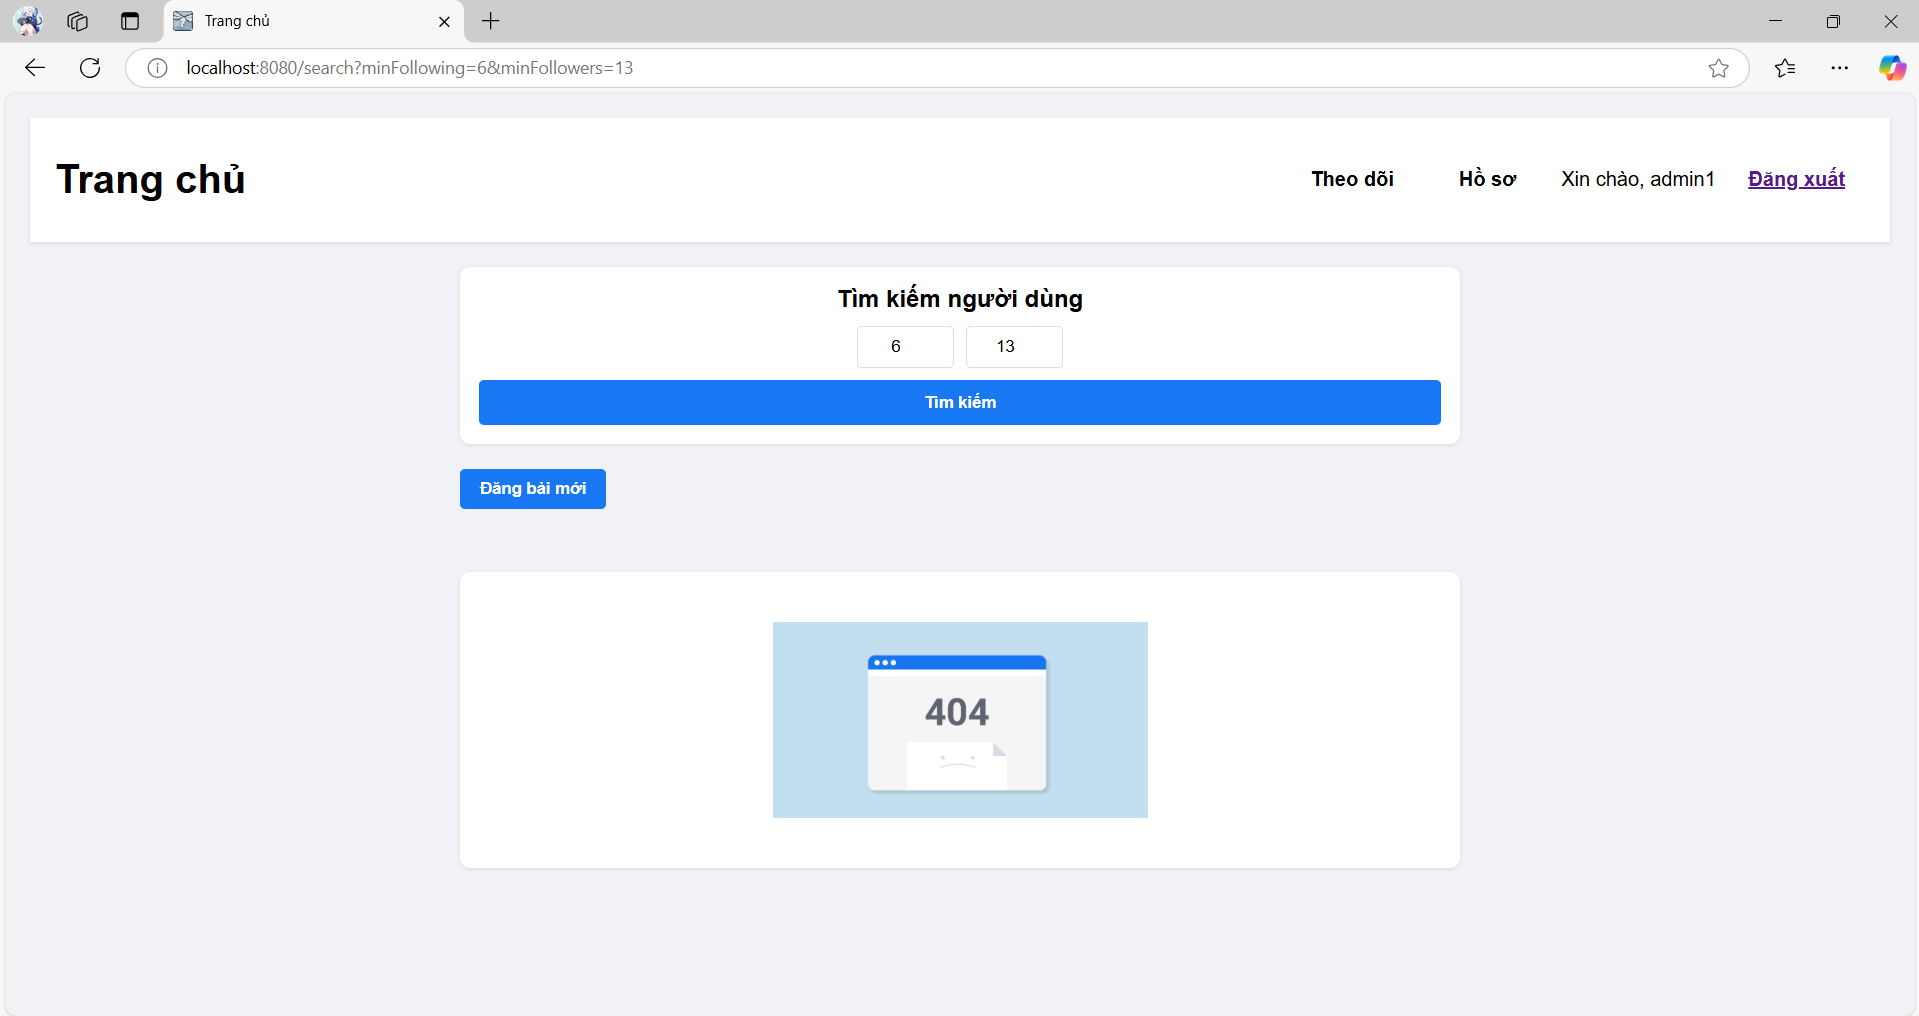 Trang chủ
localhost:8080/search?minFollowing=6&minFollowers=13
Trang chủ
Theo dõi
Hồ sơ
Xin chào, admin1
Đăng xuất
Tìm kiếm người dùng
6
13
Tìm kiếm
Đăng bài mới
404